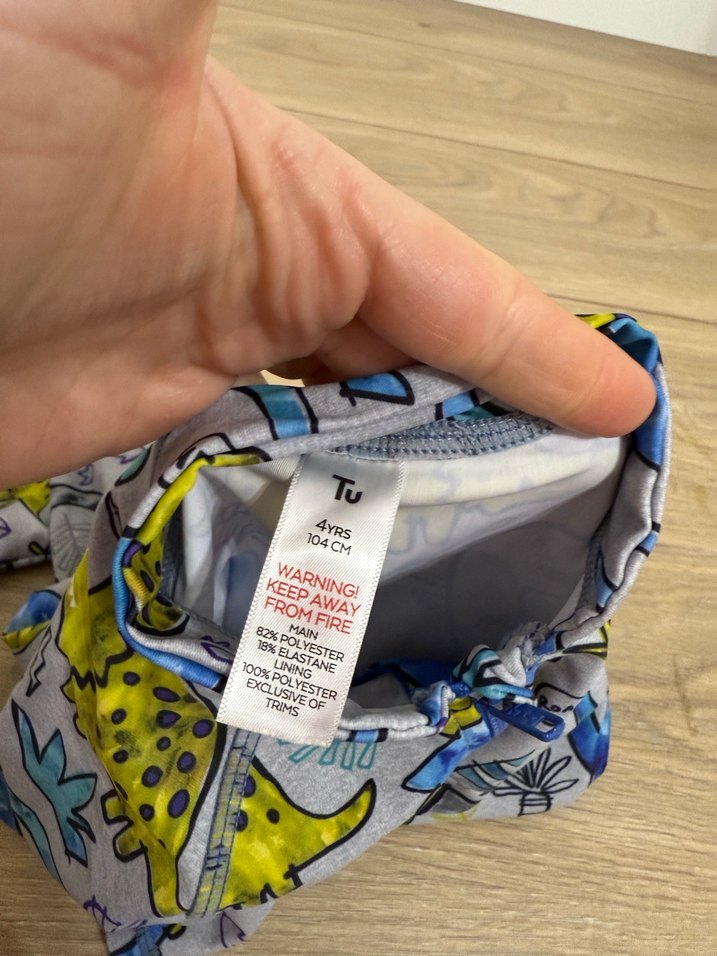 Tu
4YRS
104 CM
WARNING!
KEEP AWAY
FROM FIRE
MAIN
82% POLYESTER
18% ELASTANE
LINING
100% POLYESTER
EXCLUSIVE OF
TRIMS